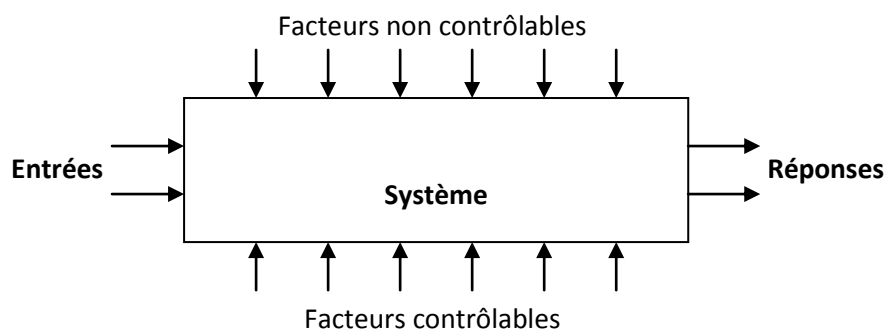 Facteurs non contrôlables
Entrées
Système
Réponses
Facteurs contrôlables